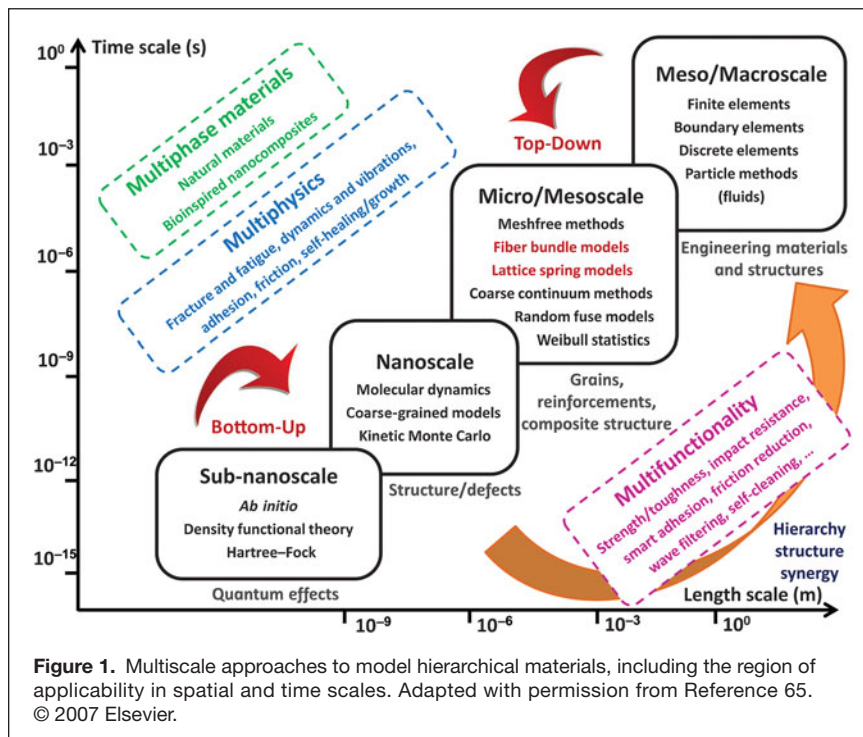 Time scale (s)
10⁰
10⁻³
10⁻⁶
10⁻⁹
10⁻¹²
10⁻¹⁵
Multiphase materials
Natural materials
Bioinspired nanocomposites
Multiphysics
Fracture and fatigue, dynamics and vibrations,
adhesion, friction, self-healing/growth
Top-Down
Meso/Macroscale
Finite elements
Boundary elements
Discrete elements
Particle methods
(fluids)
Engineering materials
and structures
Micro/Mesoscale
Meshfree methods
Fiber bundle models
Lattice spring models
Coarse continuum methods
Random fuse models
Weibull statistics
Grains,
reinforcements,
composite structure
Nanoscale
Molecular dynamics
Coarse-grained models
Kinetic Monte Carlo
Structure/defects
Bottom-Up
Sub-nanoscale
Ab initio
Density functional theory
Hartree–Fock
Quantum effects
Multifunctionality
Strength/toughness, impact resistance,
smart adhesion, friction reduction,
wave filtering, self-cleaning, ...
Hierarchy
structure
synergy
Length scale (m)
10⁻⁹
10⁻⁶
10⁻³
10⁰
Figure 1. Multiscale approaches to model hierarchical materials, including the region of
applicability in spatial and time scales. Adapted with permission from Reference 65.
© 2007 Elsevier.